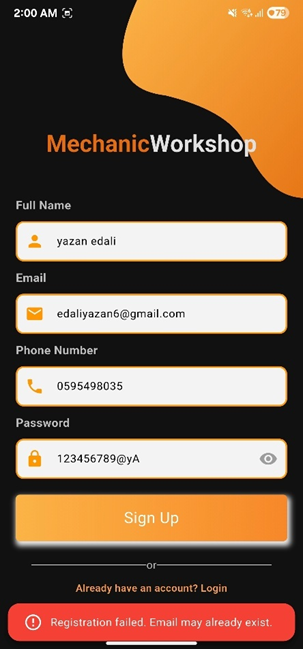 2:00 AM
79
MechanicWorkshop
Full Name
yazan edali
Email
edaliyazan6@gmail.com
Phone Number
0595498035
Password
123456789@yA
Sign Up
or
Already have an account? Login
Registration failed. Email may already exist.